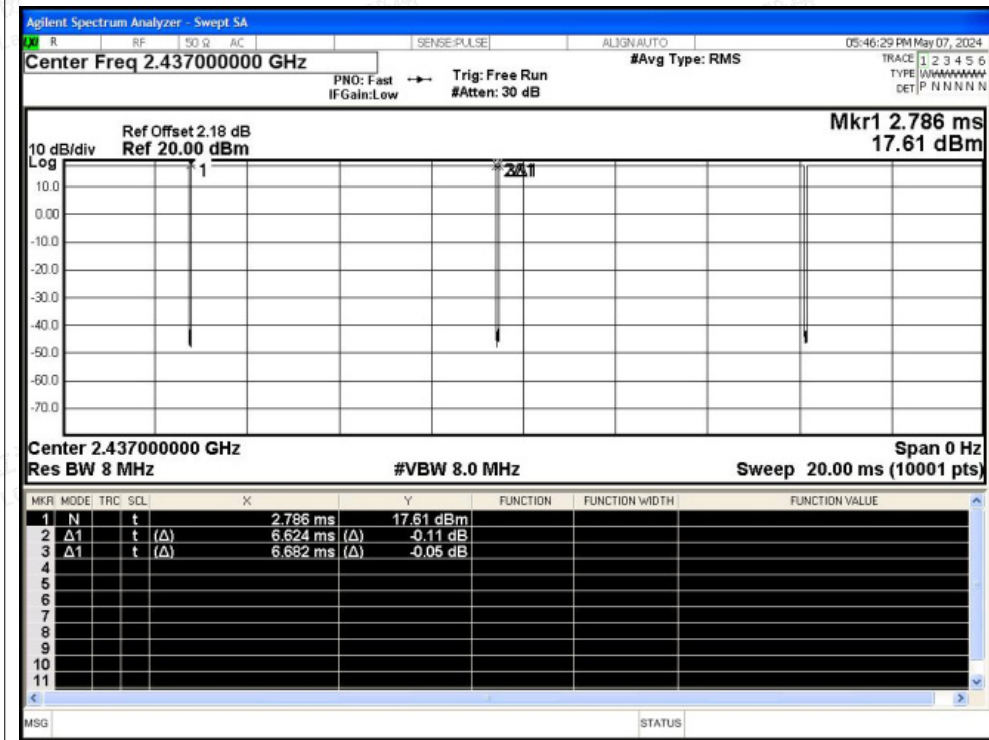 Agilent Spectrum Analyzer - Swept SA
R RF 50 Ω AC SENSE:PULSE ALIGNAUTO 05:46:29 PM May 07, 2024
Center Freq 2.437000000 GHz #Avg Type: RMS TRACE 1 2 3 4 5 6
PNO: Fast Trig: Free Run TYPE
IFGain:Low #Atten: 30 dB DET P N N N N N
Mkr1 2.786 ms
Ref Offset 2.18 dB
10 dB/div Ref 20.00 dBm 17.61 dBm
Log
1
10.0
0.00
-10.0
-20.0
-30.0
-40.0
-50.0
-60.0
-70.0
Center 2.437000000 GHz Span 0 Hz
Res BW 8 MHz #VBW 8.0 MHz Sweep 20.00 ms (10001 pts)
MKR MODE TRC SCL X Y FUNCTION FUNCTION WIDTH FUNCTION VALUE
1 N t 2.786 ms 17.61 dBm
2 Δ1 t (Δ) 6.624 ms (Δ) -0.11 dB
3 Δ1 t (Δ) 6.682 ms (Δ) -0.05 dB
4
5
6
7
8
9
10
11
MSG STATUS